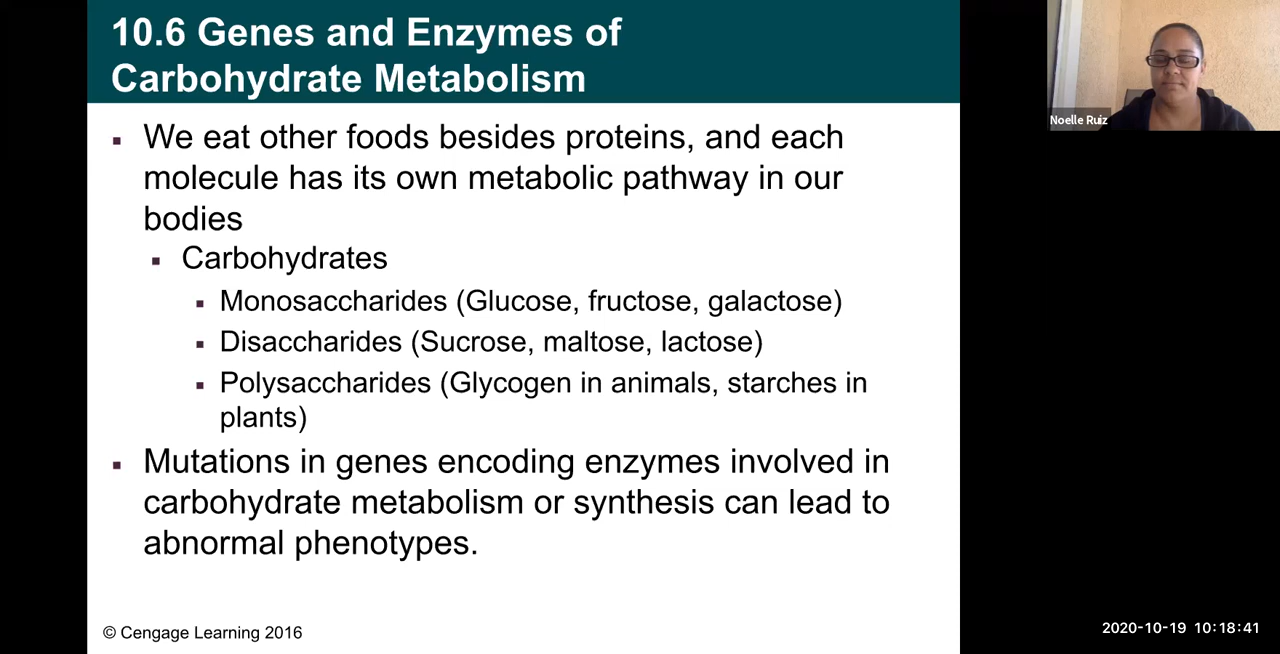 10.6 Genes and Enzymes of
Carbohydrate Metabolism
▪ We eat other foods besides proteins, and each
molecule has its own metabolic pathway in our
bodies
▪ Carbohydrates
▪ Monosaccharides (Glucose, fructose, galactose)
▪ Disaccharides (Sucrose, maltose, lactose)
▪ Polysaccharides (Glycogen in animals, starches in
plants)
▪ Mutations in genes encoding enzymes involved in
carbohydrate metabolism or synthesis can lead to
abnormal phenotypes.
© Cengage Learning 2016
Noelle Ruiz
2020-10-19 10:18:41